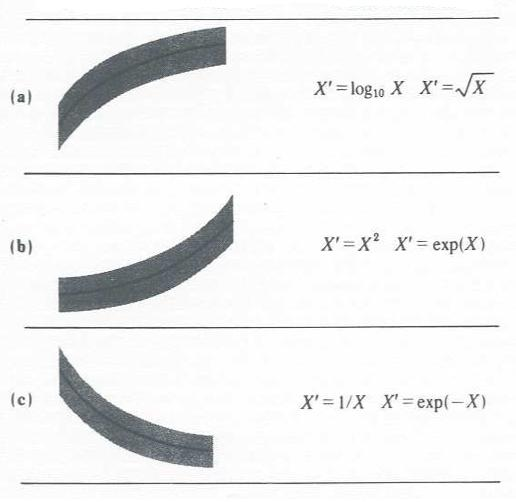 (a) X′ = log₁₀ X X′ = √X
(b) X′ = X² X′ = exp(X)
(c) X′ = 1/X X′ = exp(−X)